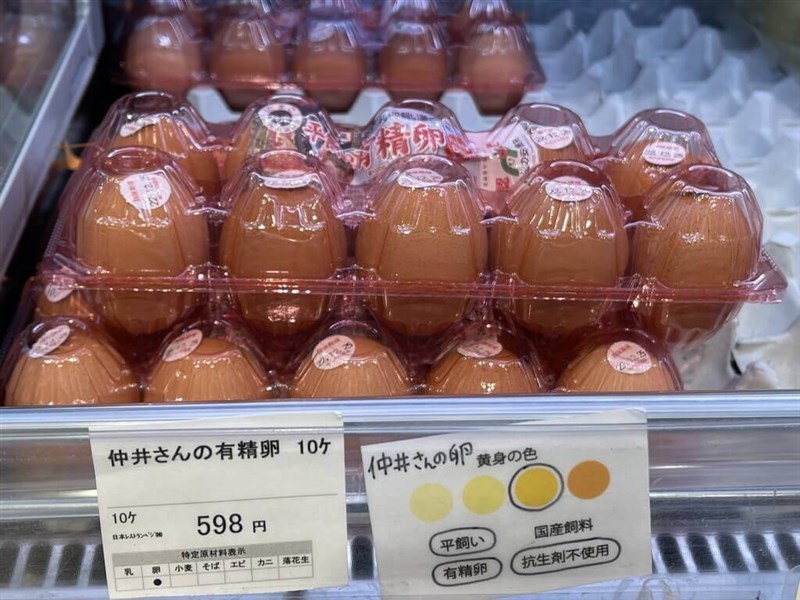 有精卵
仲井さんの有精卵 10ケ
10ケ
598円
特定原材料表示
乳 卵 小麦 そば エビ カニ 落花生
●
仲井さんの卵 黄身の色
平飼い 国産飼料
有精卵 抗生剤不使用